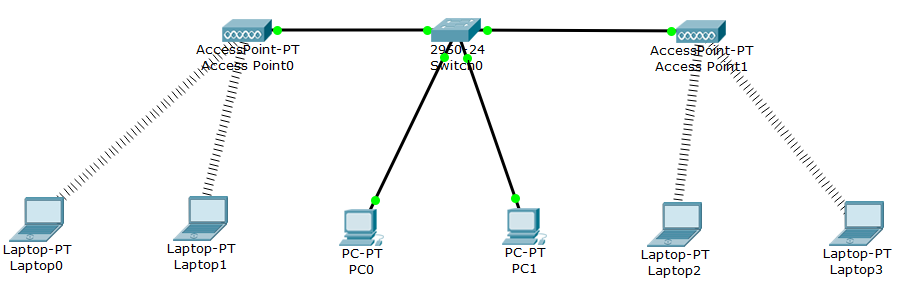 AccessPoint-PT
Access Point0
2950-24
Switch0
AccessPoint-PT
Access Point1
Laptop-PT
Laptop0
Laptop-PT
Laptop1
PC-PT
PC0
PC-PT
PC1
Laptop-PT
Laptop2
Laptop-PT
Laptop3